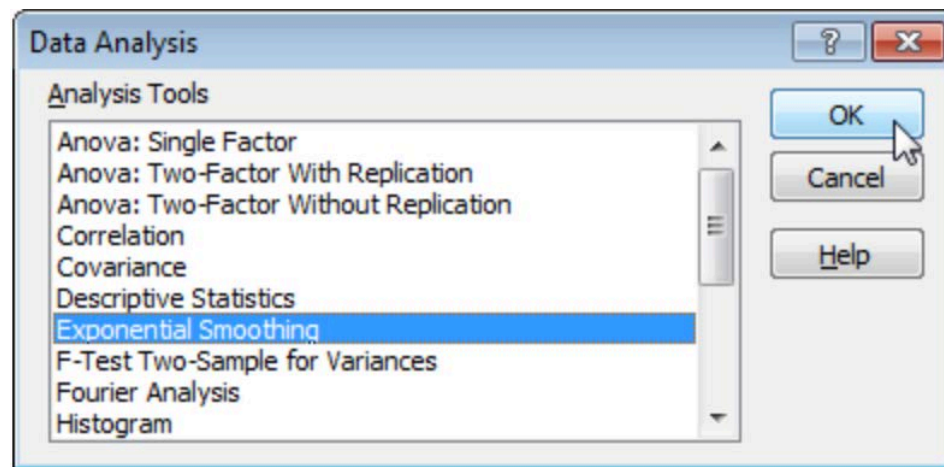 Data Analysis
?
Analysis Tools
Anova: Single Factor
Anova: Two-Factor With Replication
Anova: Two-Factor Without Replication
Correlation
Covariance
Descriptive Statistics
Exponential Smoothing
F-Test Two-Sample for Variances
Fourier Analysis
Histogram
OK
Cancel
Help